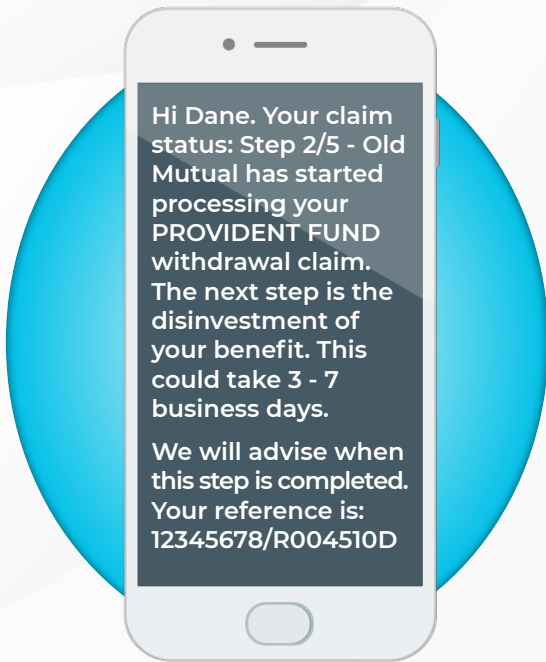 Hi Dane. Your claim
status: Step 2/5 - Old
Mutual has started
processing your
PROVIDENT FUND
withdrawal claim.
The next step is the
disinvestment of
your benefit. This
could take 3 - 7
business days.
We will advise when
this step is completed.
Your reference is:
12345678/R004510D